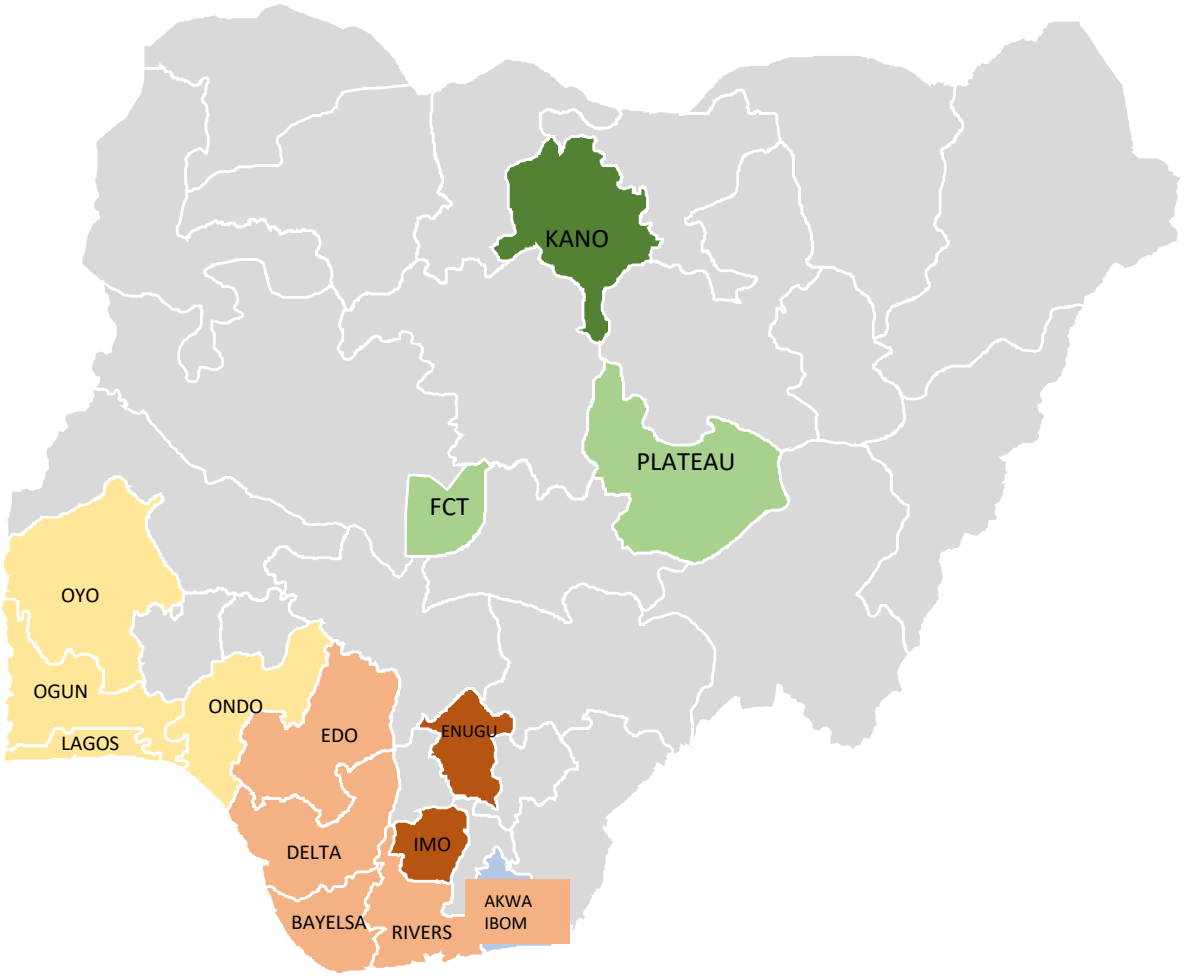 KANO
PLATEAU
FCT
OYO
OGUN
ONDO
LAGOS
EDO
ENUGU
DELTA
IMO
BAYELSA
RIVERS
AKWA
IBOM